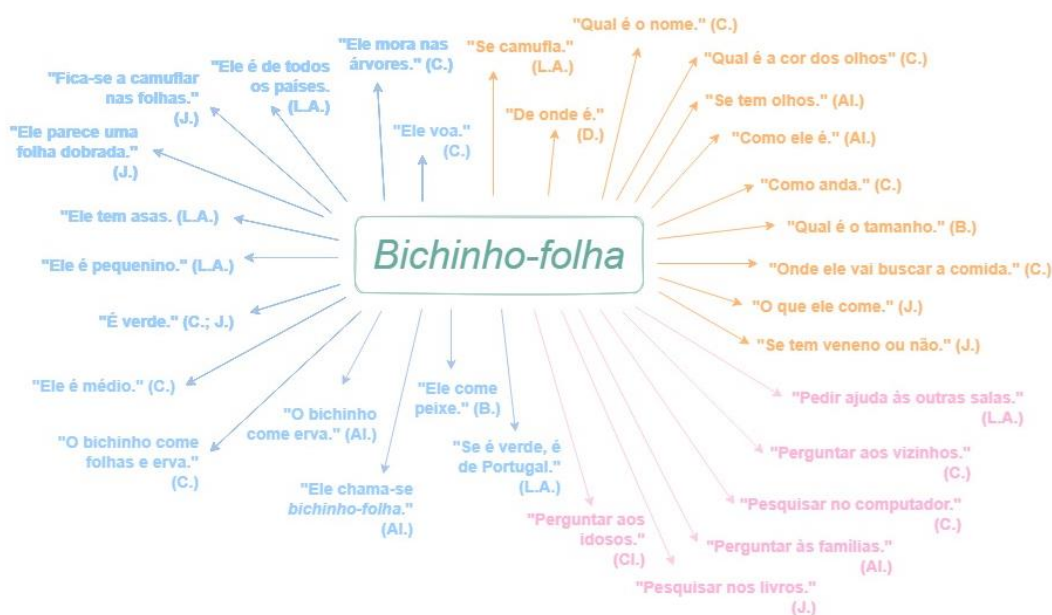 "Qual é o nome." (C.)
"Ele mora nas
árvores." (C.)
"Se camufla."
(L.A.)
"Qual é a cor dos olhos" (C.)
"Ele é de todos
os países.
(L.A.)
"Fica-se a camuflar
nas folhas."
(J.)
"Se tem olhos." (Al.)
"De onde é."
(D.)
"Ele voa."
(C.)
"Como ele é." (Al.)
"Ele parece uma
folha dobrada."
(J.)
"Como anda." (C.)
"Ele tem asas. (L.A.)
"Qual é o tamanho." (B.)
Bichinho-folha
"Ele é pequenino." (L.A.)
"Onde ele vai buscar a comida." (C.)
"O que ele come." (J.)
"É verde." (C.; J.)
"Se tem veneno ou não." (J.)
"Ele é médio." (C.)
"Ele come
peixe." (B.)
"Pedir ajuda às outras salas."
(L.A.)
"O bichinho
come erva." (Al.)
"O bichinho come
folhas e erva."
(C.)
"Se é verde, é
de Portugal."
(L.A.)
"Perguntar aos vizinhos."
(C.)
"Ele chama-se
bichinho-folha."
(Al.)
"Pesquisar no computador."
(C.)
"Perguntar aos
idosos."
(Cl.)
"Perguntar às famílias."
(Al.)
"Pesquisar nos livros."
(J.)